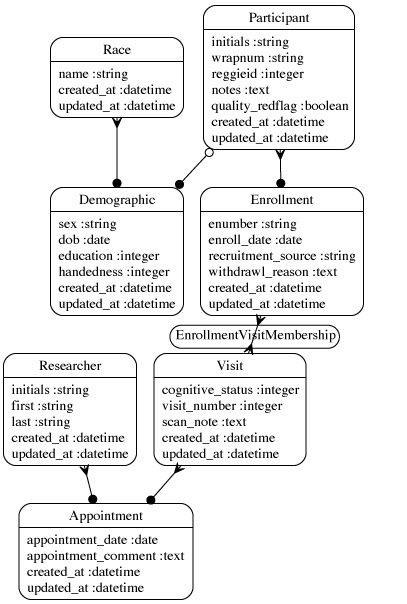 Participant
initials :string
wrapnum :string
reggieid :integer
notes :text
quality_redflag :boolean
created_at :datetime
updated_at :datetime
Race
name :string
created_at :datetime
updated_at :datetime
Demographic
sex :string
dob :date
education :integer
handedness :integer
created_at :datetime
updated_at :datetime
Enrollment
enumber :string
enroll_date :date
recruitment_source :string
withdrawl_reason :text
created_at :datetime
updated_at :datetime
EnrollmentVisitMembership
Researcher
initials :string
first :string
last :string
created_at :datetime
updated_at :datetime
Visit
cognitive_status :integer
visit_number :integer
scan_note :text
created_at :datetime
updated_at :datetime
Appointment
appointment_date :date
appointment_comment :text
created_at :datetime
updated_at :datetime